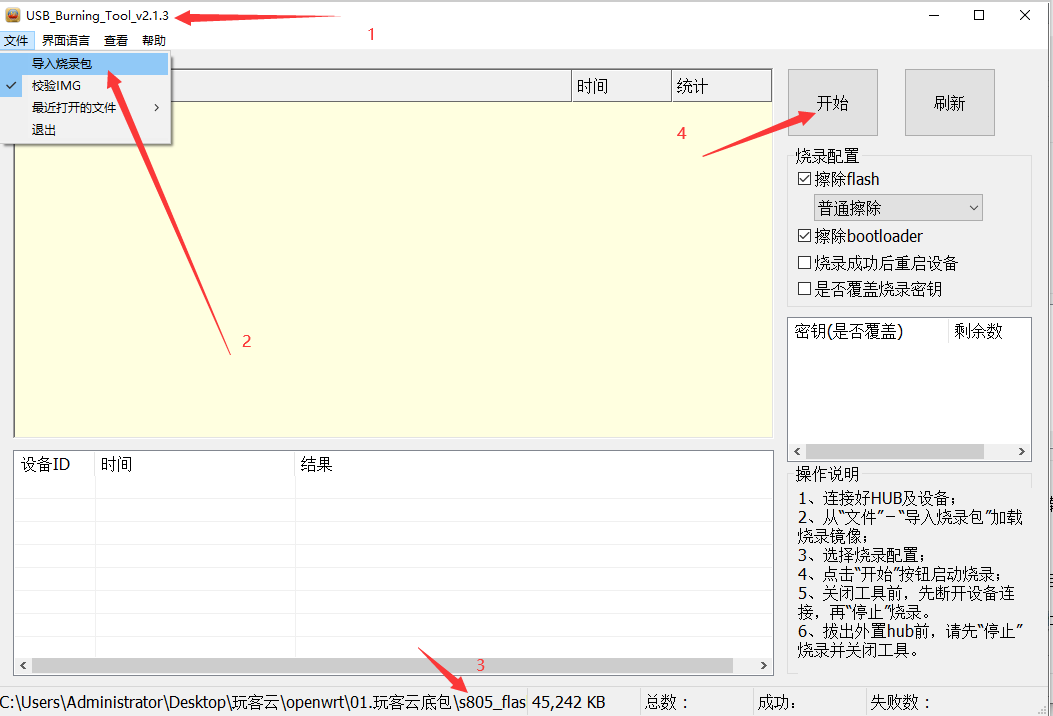 USB_Burning_Tool_v2.1.3
1
文件 界面语言 查看 帮助
导入烧录包
校验IMG
最近打开的文件
退出
时间 统计
开始 刷新
4
烧录配置
擦除flash
普通擦除
擦除bootloader
烧录成功后重启设备
是否覆盖烧录密钥
2
密钥(是否覆盖) 剩余数
设备ID 时间 结果
操作说明
1、连接好HUB及设备；
2、从“文件”－“导入烧录包”加载
烧录镜像；
3、选择烧录配置；
4、点击“开始”按钮启动烧录；
5、关闭工具前，先断开设备连
接，再“停止”烧录。
6、拔出外置hub前，请先“停止”
烧录并关闭工具。
3
C:\Users\Administrator\Desktop\玩客云\openwrt\01.玩客云底包\s805_flas 45,242 KB 总数： 成功： 失败数：